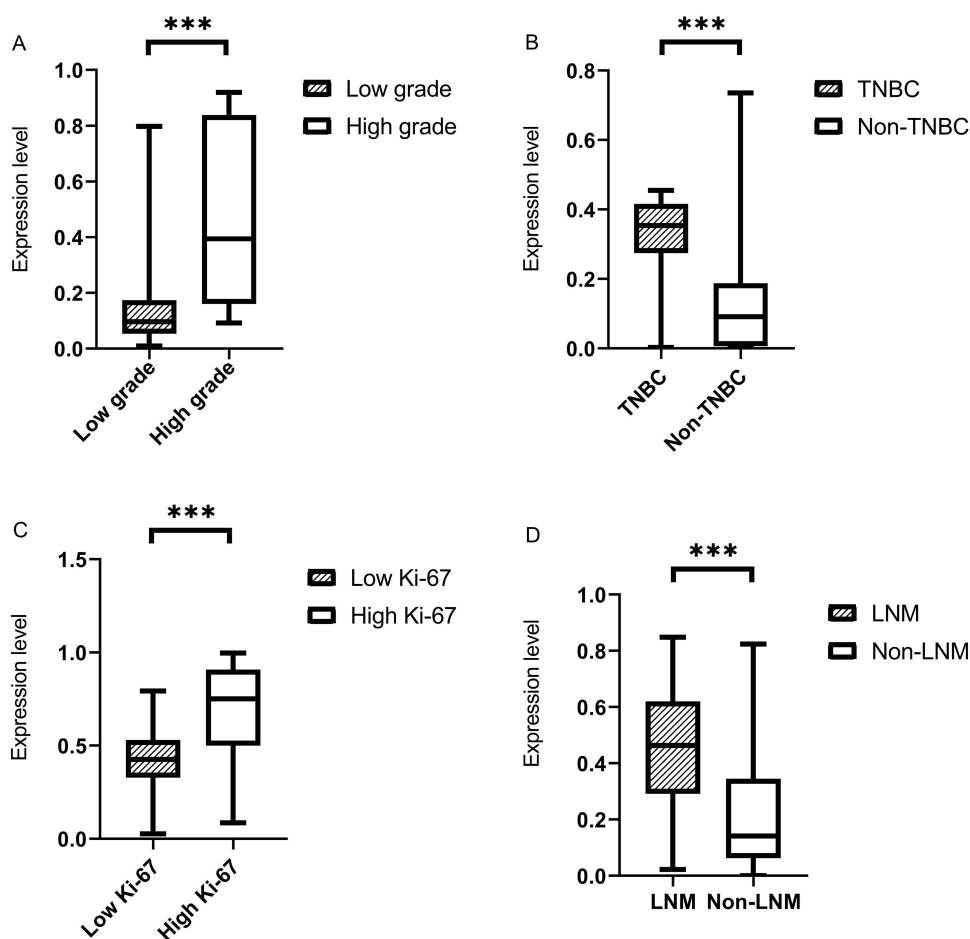 A
***
Expression level
1.0
0.8
0.6
0.4
0.2
0.0
Low grade
High grade
Low grade
High grade
B
***
Expression level
0.8
0.6
0.4
0.2
0.0
TNBC
Non-TNBC
TNBC
Non-TNBC
C
***
Expression level
1.5
1.0
0.5
0.0
Low Ki-67
High Ki-67
Low Ki-67
High Ki-67
D
***
Expression level
1.0
0.8
0.6
0.4
0.2
0.0
LNM
Non-LNM
LNM Non-LNM